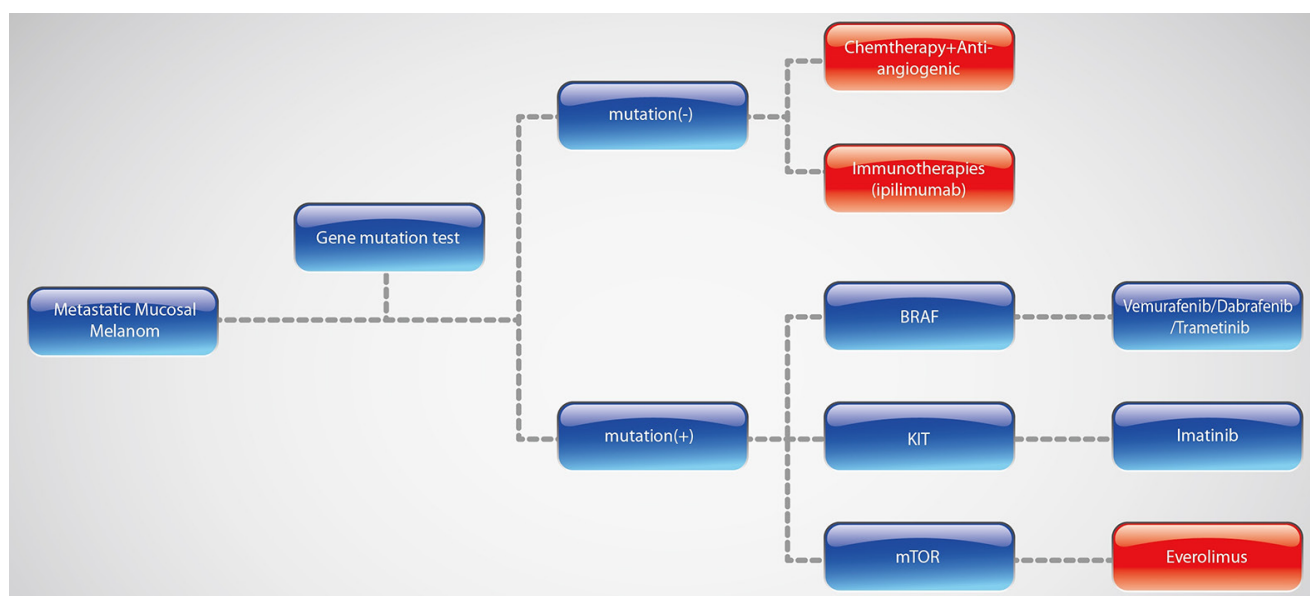 Chemtherapy+Anti-
angiogenic
mutation(-)
Immunotherapies
(ipilimumab)
Gene mutation test
Metastatic Mucosal
Melanom
BRAF
Vemurafenib/Dabrafenib
/Trametinib
mutation(+)
KIT
Imatinib
mTOR
Everolimus